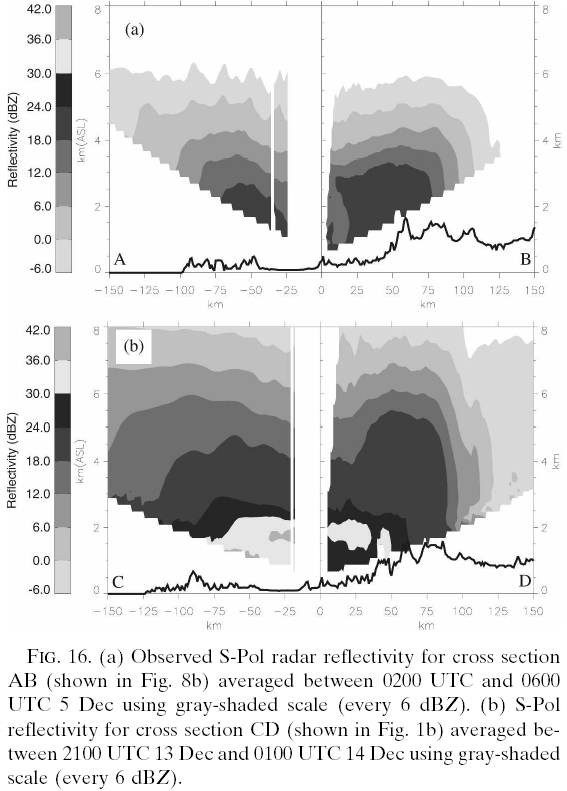 42.0
36.0
30.0
24.0
18.0
12.0
6.0
0.0
-6.0
Reflectivity (dBZ)
(a)
8
6
4
2
0
km(ASL)
8
6
4
2
0
A
B
−150 −125 −100 −75 −50 −25
km
0 25 50 75 100 125 150
km
42.0
36.0
30.0
24.0
18.0
12.0
6.0
0.0
-6.0
Reflectivity (dBZ)
(b)
8
6
4
2
0
km(ASL)
8
6
4
2
0
C
D
−150 −125 −100 −75 −50 −25
km
0 25 50 75 100 125 150
km
FIG. 16. (a) Observed S-Pol radar reflectivity for cross section
AB (shown in Fig. 8b) averaged between 0200 UTC and 0600
UTC 5 Dec using gray-shaded scale (every 6 dBZ). (b) S-Pol
reflectivity for cross section CD (shown in Fig. 1b) averaged be-
tween 2100 UTC 13 Dec and 0100 UTC 14 Dec using gray-shaded
scale (every 6 dBZ).